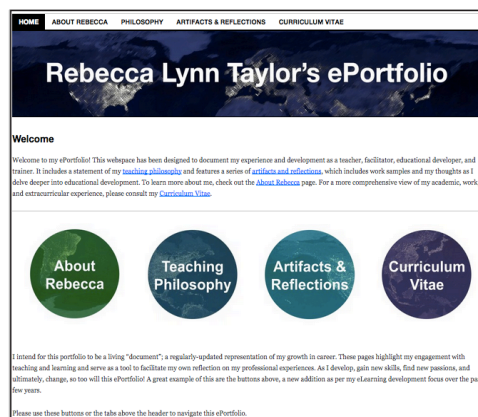 HOME ABOUT REBECCA PHILOSOPHY ARTIFACTS & REFLECTIONS CURRICULUM VITAE
Rebecca Lynn Taylor's ePortfolio
Welcome
Welcome to my ePortfolio! This webspace has been designed to document my experience and development as a teacher, facilitator, educational developer, and
trainer. It includes a statement of my teaching philosophy and features a series of artifacts and reflections, which includes work samples and my thoughts as I
delve deeper into educational development. To learn more about me, check out the About Rebecca page. For a more comprehensive view of my academic, work
and extracurricular experience, please consult my Curriculum Vitae.
About
Rebecca
Teaching
Philosophy
Artifacts &
Reflections
Curriculum
Vitae
I intend for this portfolio to be a living "document"; a regularly-updated representation of my growth in career. These pages highlight my engagement with
teaching and learning and serve as a tool to facilitate my own reflection on my professional experiences. As I develop, gain new skills, find new passions, and
ultimately, change, so too will this ePortfolio! A great example of this are the buttons above, a new addition as per my eLearning development focus over the pa
few years.
Please use these buttons or the tabs above the header to navigate this ePortfolio.